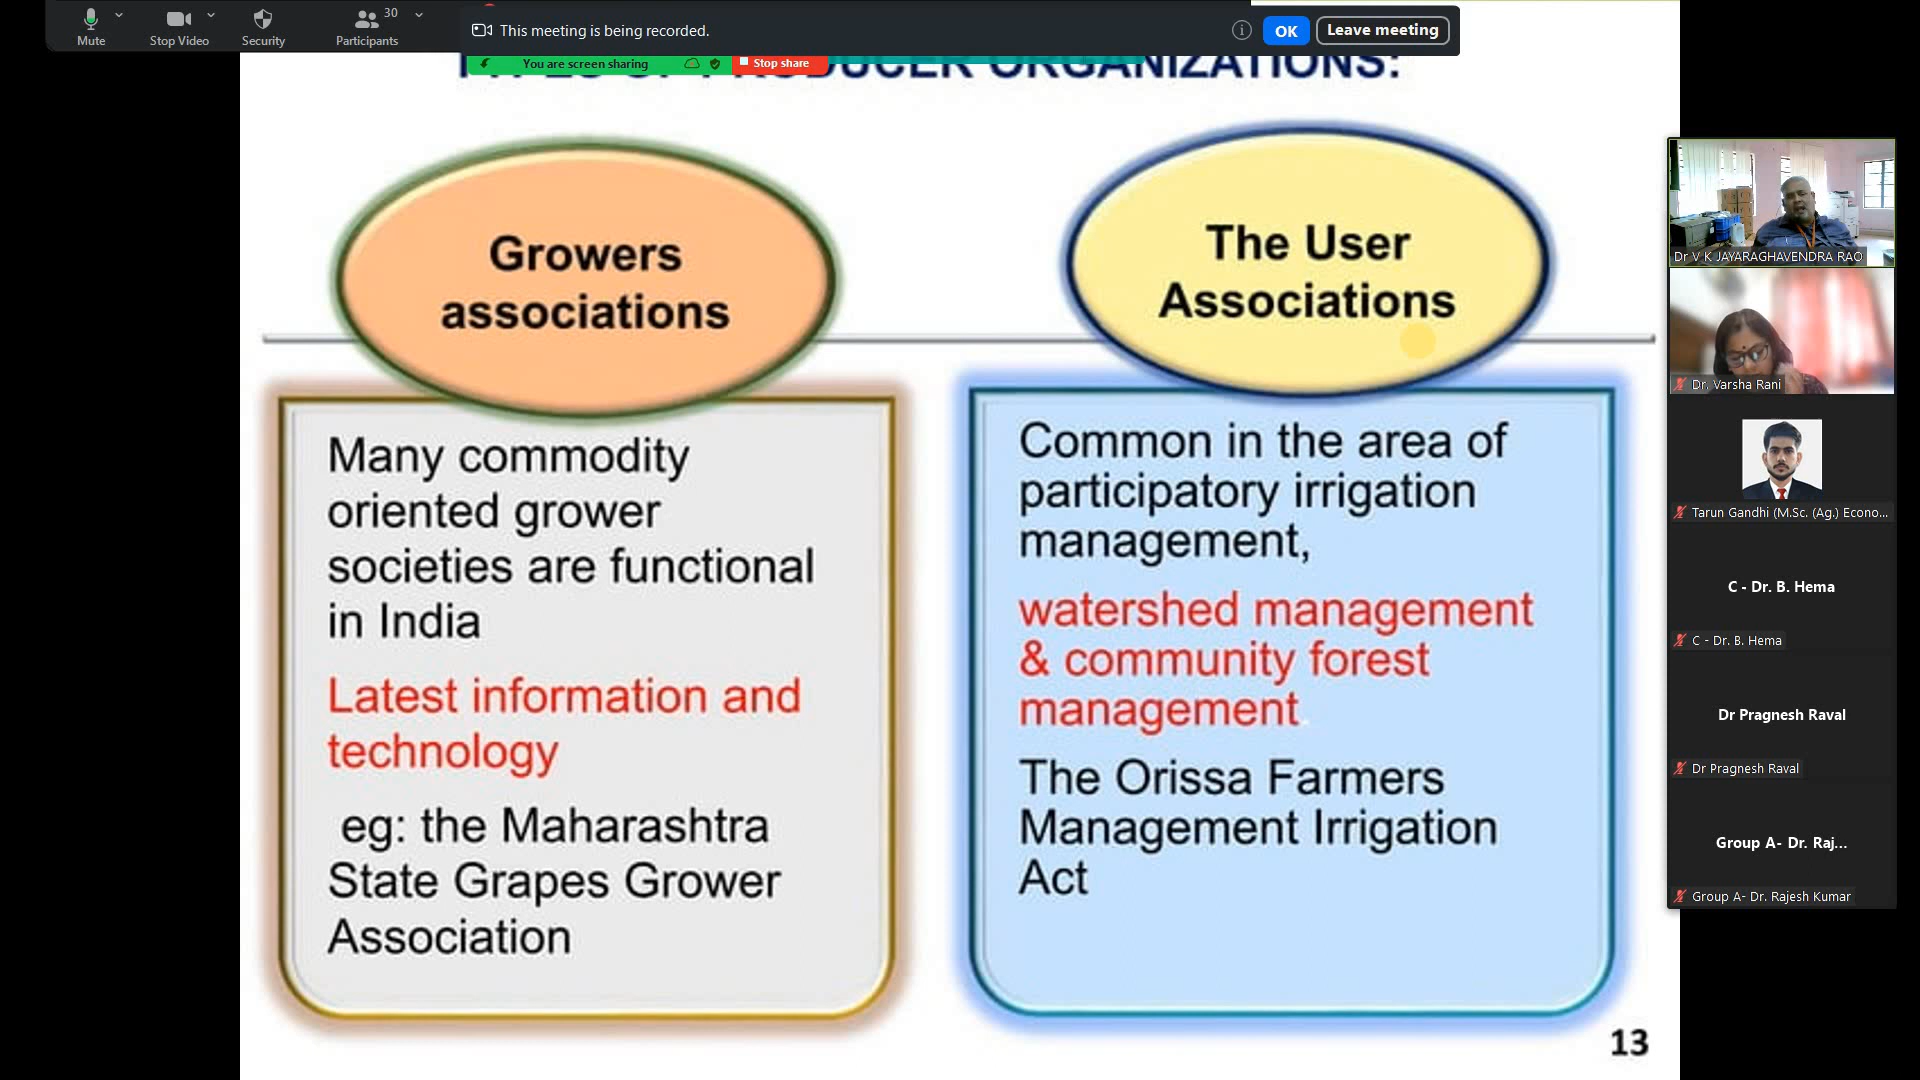 Mute
Stop Video
Security
Participants
30
This meeting is being recorded.
OK
Leave meeting
You are screen sharing
Stop share
ORGANIZATIONS:
Growers
associations
Many commodity
oriented grower
societies are functional
in India
Latest information and
technology
eg: the Maharashtra
State Grapes Grower
Association
The User
Associations
Common in the area of
participatory irrigation
management,
watershed management
& community forest
management.
The Orissa Farmers
Management Irrigation
Act
13
Dr V K JAYARAGHAVENDRA RAO
Dr. Varsha Rani
Tarun Gandhi (M.Sc. (Ag.) Econo...
C - Dr. B. Hema
C - Dr. B. Hema
Dr Pragnesh Raval
Dr Pragnesh Raval
Group A- Dr. Raj...
Group A- Dr. Rajesh Kumar